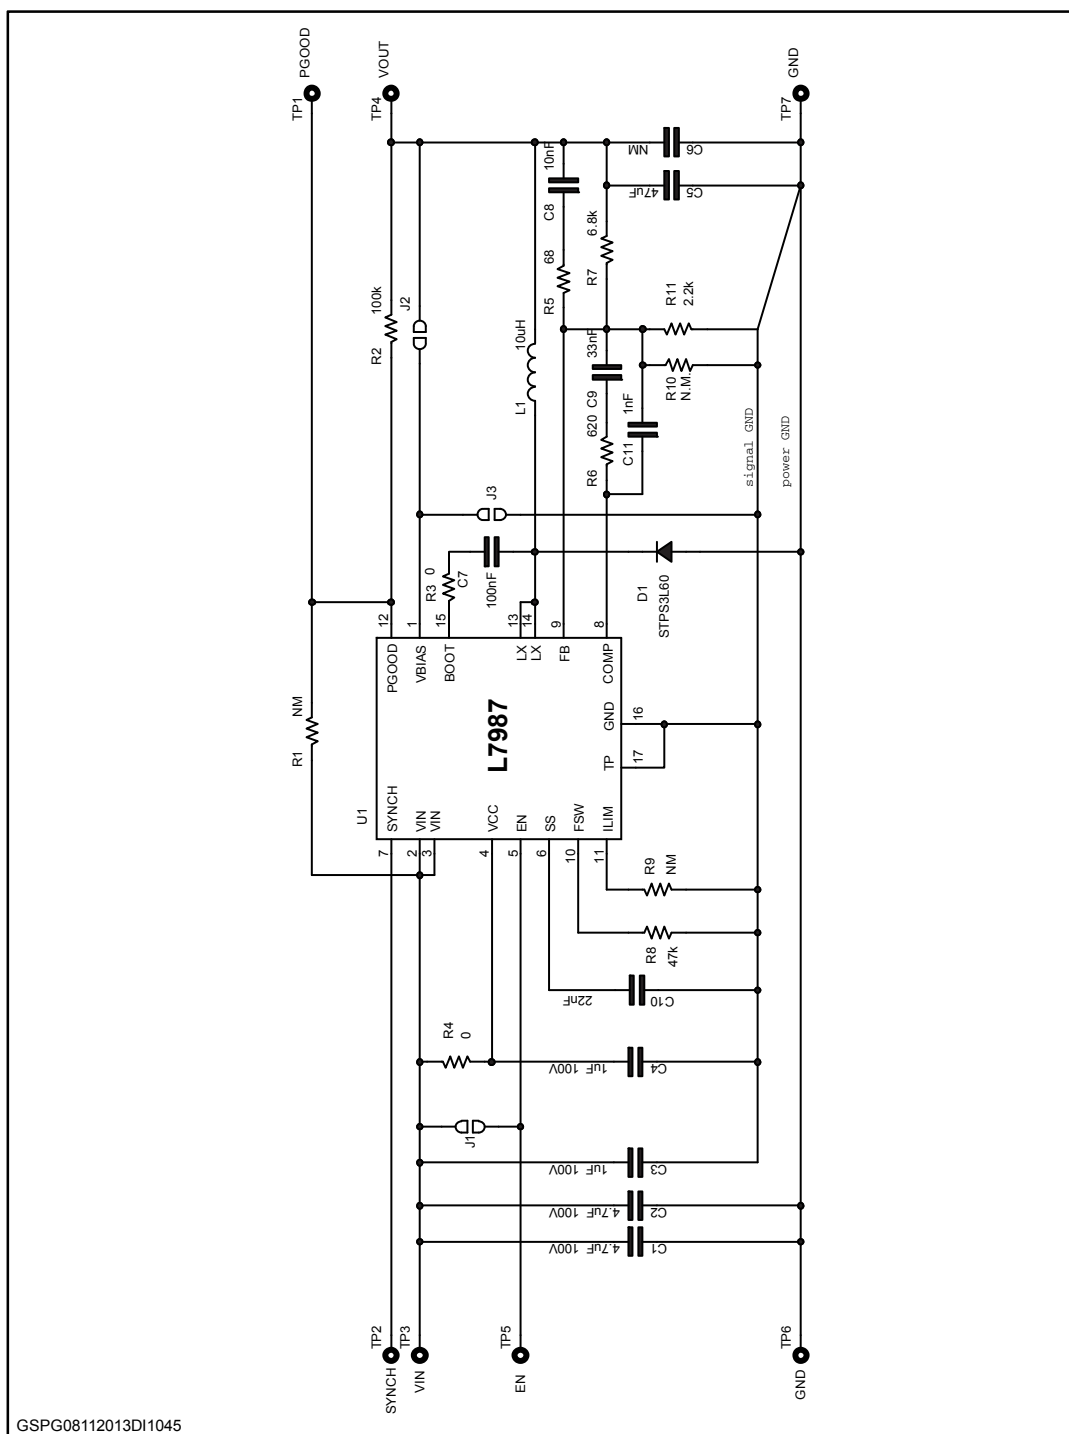 PGOOD
TP1
VOUT
TP4
GND
TP7
R1
NM
R2
100k
J2
L1
10uH
C8
10nF
R5
68
R7
6.8k
C6
NM
C5
47uF
R11
2.2k
R10
N.M.
C9
33nF
R6
620
C11
1nF
signal GND
power GND
J3
R3 0
C7
100nF
D1
STPS3L60
12
1
15
13
14
9
8
PGOOD
VBIAS
BOOT
LX
LX
FB
COMP
L7987
GND
16
TP
17
U1
SYNCH
VIN
VIN
VCC
EN
SS
FSW
ILIM
7
2
3
4
5
6
10
11
R9
NM
R8
47k
C10
22nF
R4
0
C4
1uF 100V
J1
C3
1uF 100V
C2
4.7uF 100V
C1
4.7uF 100V
TP2
SYNCH
TP3
VIN
TP5
EN
TP6
GND
GSPG08112013DI1045